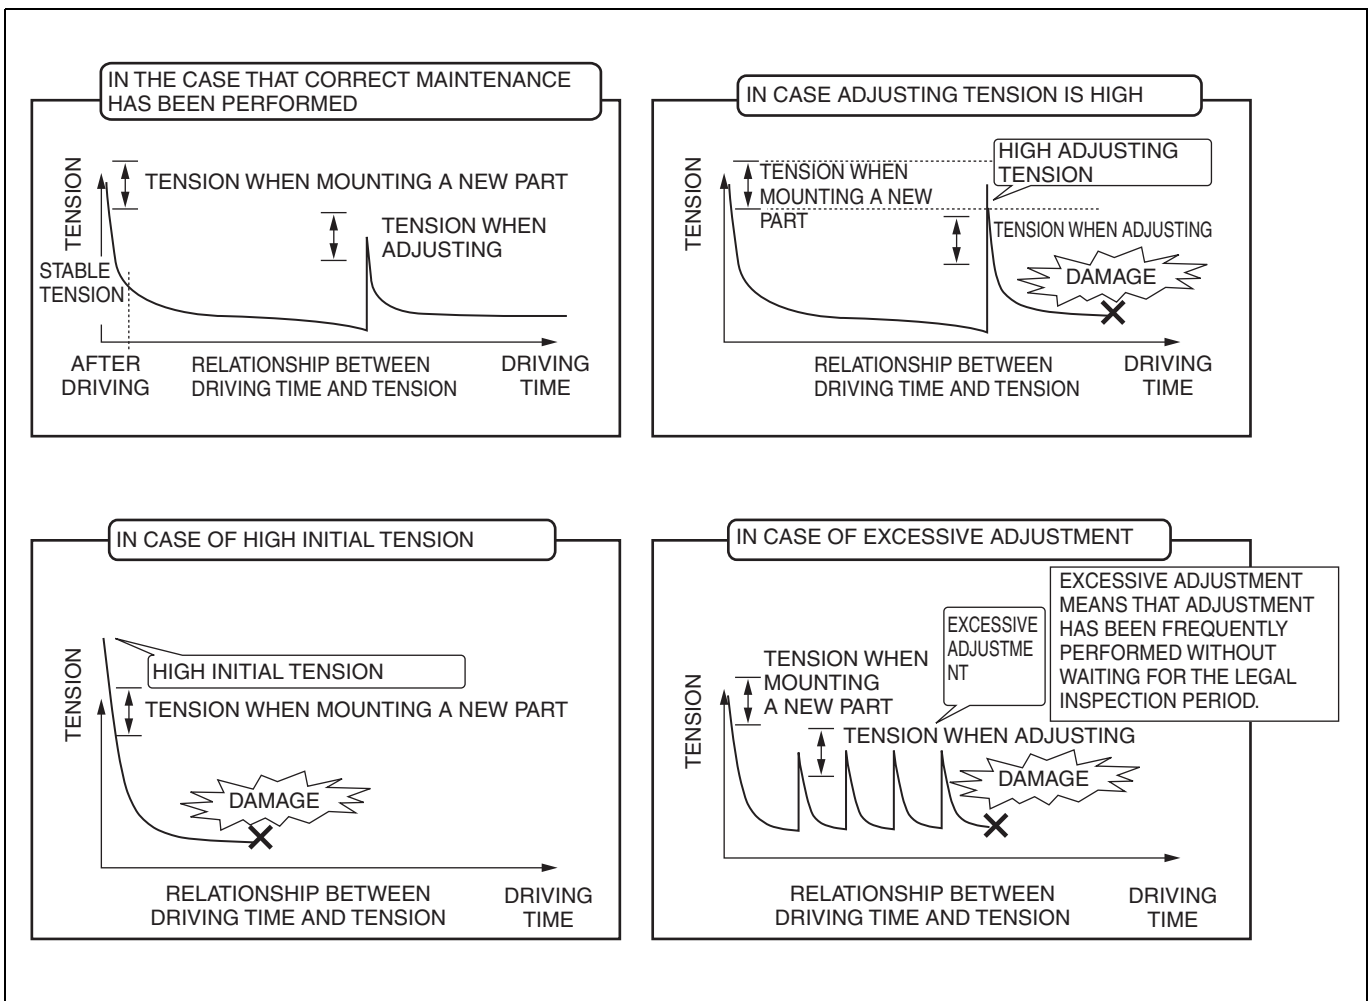 IN THE CASE THAT CORRECT MAINTENANCE
HAS BEEN PERFORMED
TENSION
TENSION WHEN MOUNTING A NEW PART
TENSION WHEN
ADJUSTING
STABLE
TENSION
AFTER
DRIVING
RELATIONSHIP BETWEEN
DRIVING TIME AND TENSION
DRIVING
TIME
IN CASE ADJUSTING TENSION IS HIGH
TENSION
TENSION WHEN
MOUNTING A NEW
PART
HIGH ADJUSTING
TENSION
TENSION WHEN ADJUSTING
DAMAGE
RELATIONSHIP BETWEEN
DRIVING TIME AND TENSION
DRIVING
TIME
IN CASE OF HIGH INITIAL TENSION
TENSION
HIGH INITIAL TENSION
TENSION WHEN MOUNTING A NEW PART
DAMAGE
RELATIONSHIP BETWEEN
DRIVING TIME AND TENSION
DRIVING
TIME
IN CASE OF EXCESSIVE ADJUSTMENT
EXCESSIVE ADJUSTMENT
MEANS THAT ADJUSTMENT
HAS BEEN FREQUENTLY
PERFORMED WITHOUT
WAITING FOR THE LEGAL
INSPECTION PERIOD.
EXCESSIVE
ADJUSTME
NT
TENSION
TENSION WHEN
MOUNTING
A NEW PART
TENSION WHEN ADJUSTING
DAMAGE
RELATIONSHIP BETWEEN
DRIVING TIME AND TENSION
DRIVING
TIME